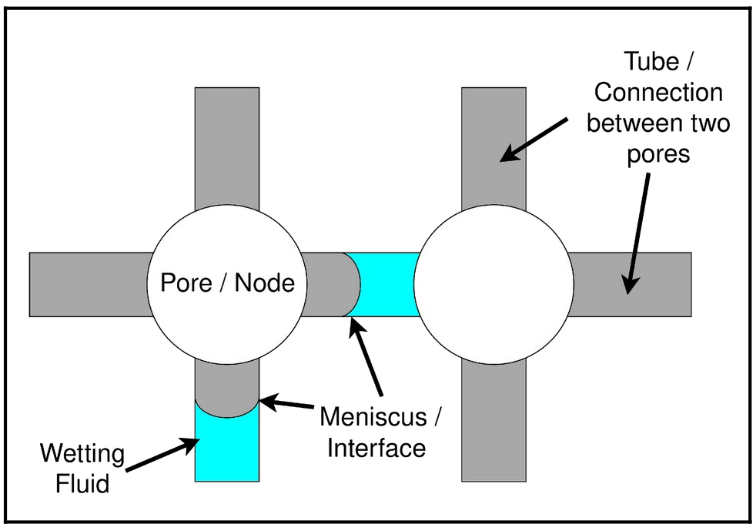 Tube /
Connection
between two
pores
Pore / Node
Meniscus /
Interface
Wetting
Fluid